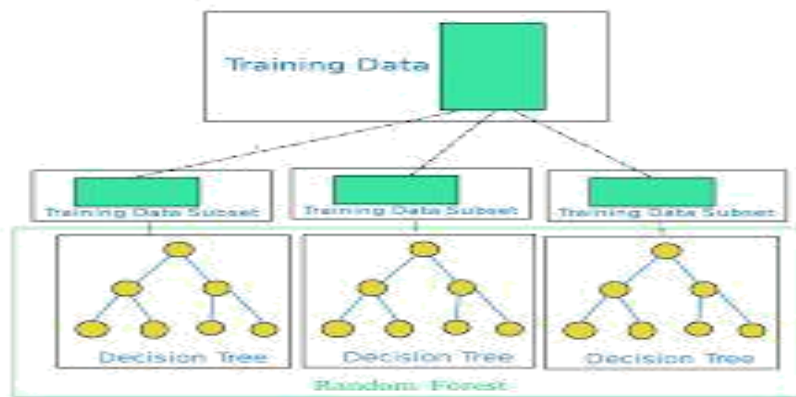 Training Data
Training Data Subset
Training Data Subset
Training Data Subset
Decision Tree
Decision Tree
Decision Tree
Random Forest